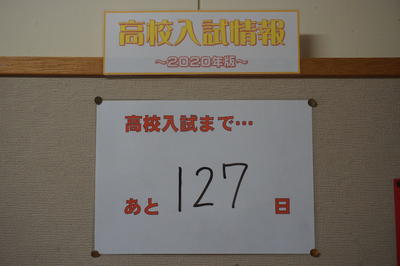 高校入試情報
～2020年版～
高校入試まで…
あと 127 日